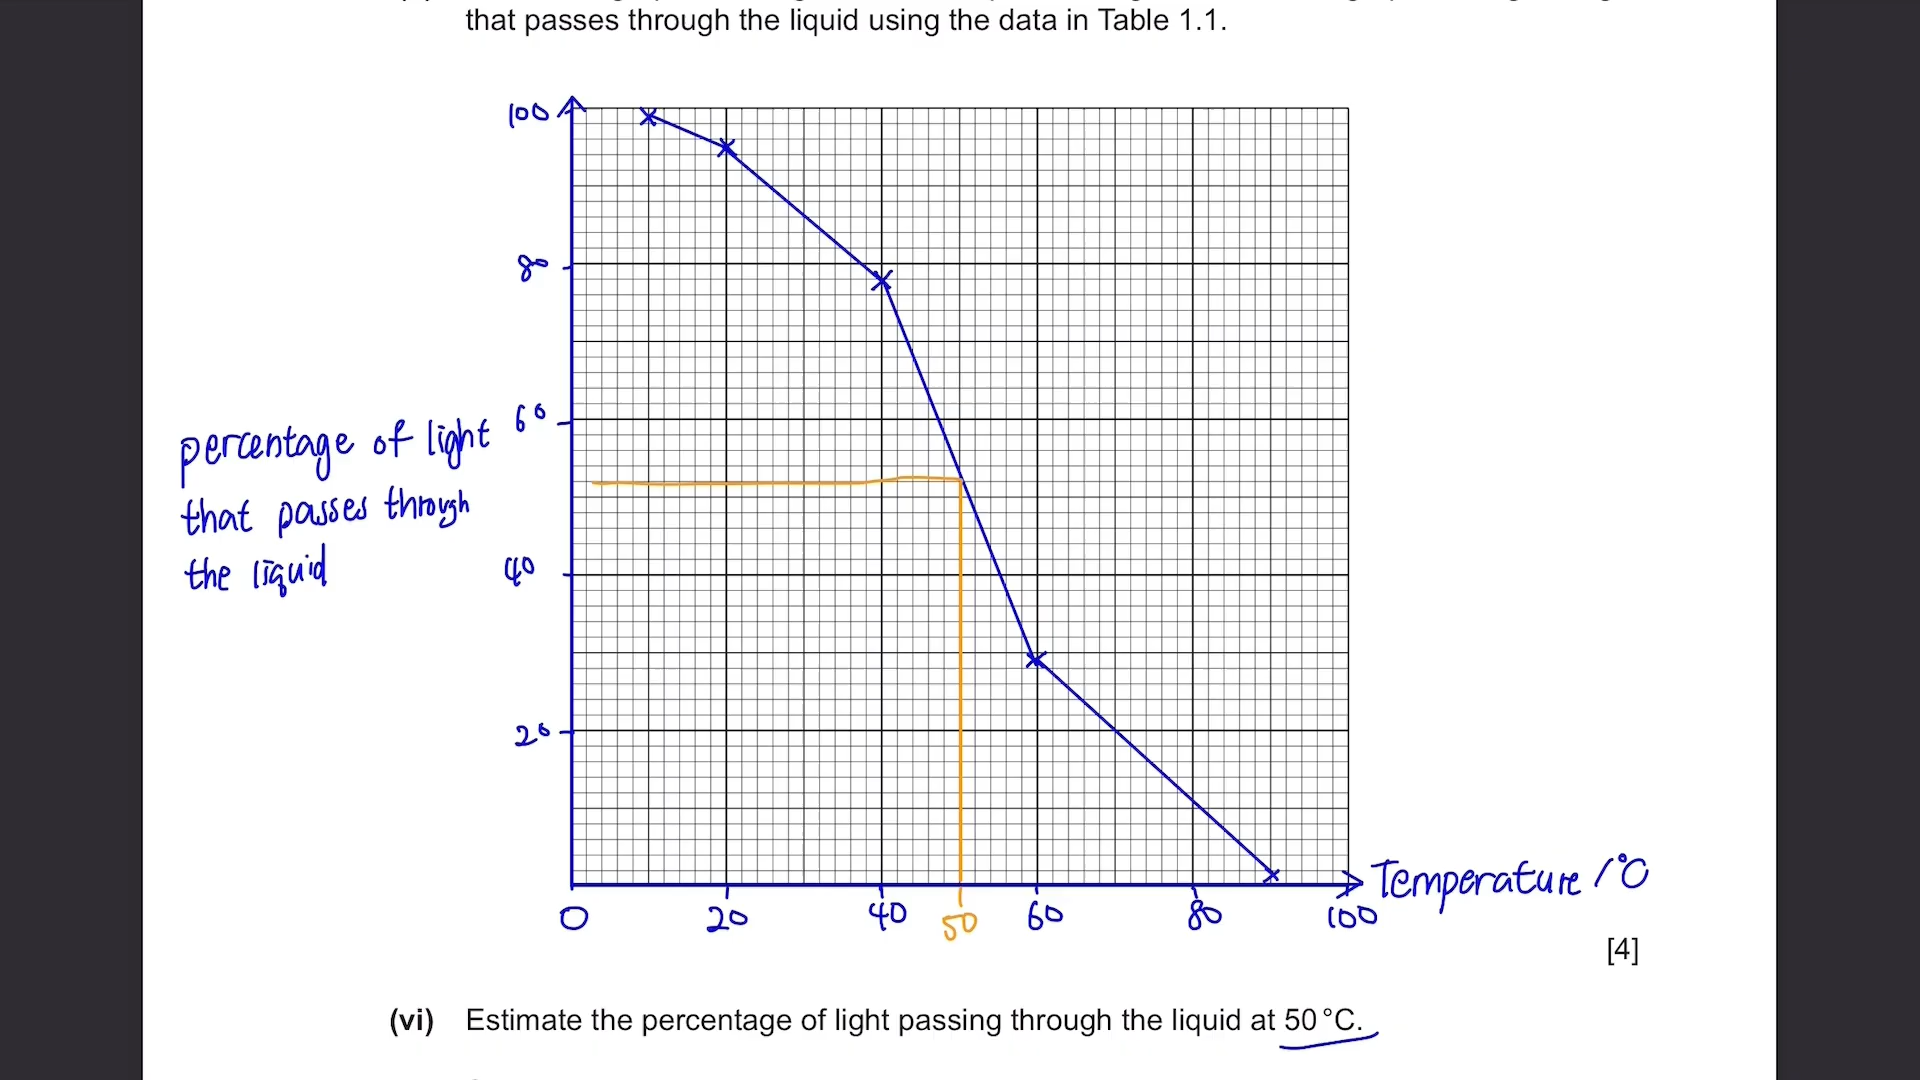 that passes through the liquid using the data in Table 1.1.
100
80
60
percentage of light
that passes through
the liquid
40
20
Temperature /°C
0 20 40 50 60 80 100
[4]
(vi) Estimate the percentage of light passing through the liquid at 50 °C.